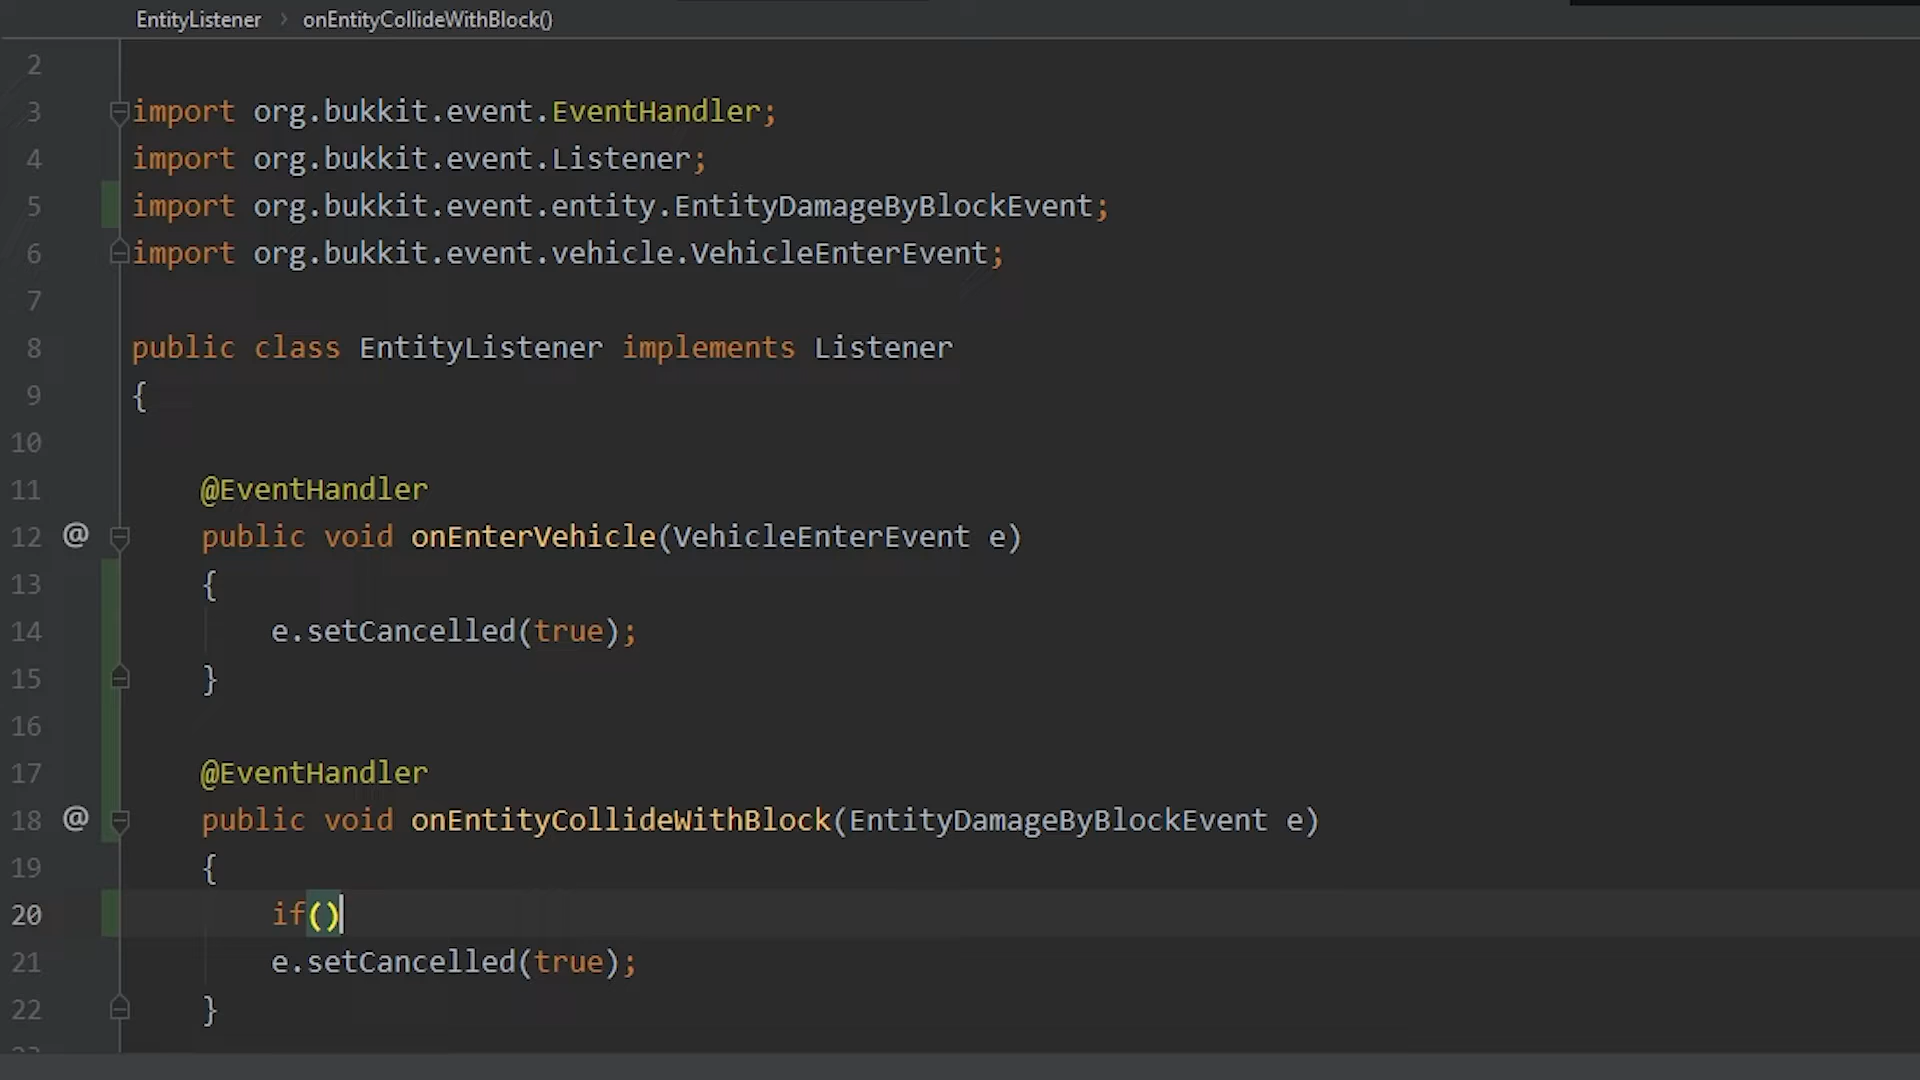 EntityListener › onEntityCollideWithBlock()
2
3 import org.bukkit.event.EventHandler;
4 import org.bukkit.event.Listener;
5 import org.bukkit.event.entity.EntityDamageByBlockEvent;
6 import org.bukkit.event.vehicle.VehicleEnterEvent;
7
8 public class EntityListener implements Listener
9 {
10
11 @EventHandler
12 @ public void onEnterVehicle(VehicleEnterEvent e)
13 {
14 e.setCancelled(true);
15 }
16
17 @EventHandler
18 @ public void onEntityCollideWithBlock(EntityDamageByBlockEvent e)
19 {
20 if()
21 e.setCancelled(true);
22 }